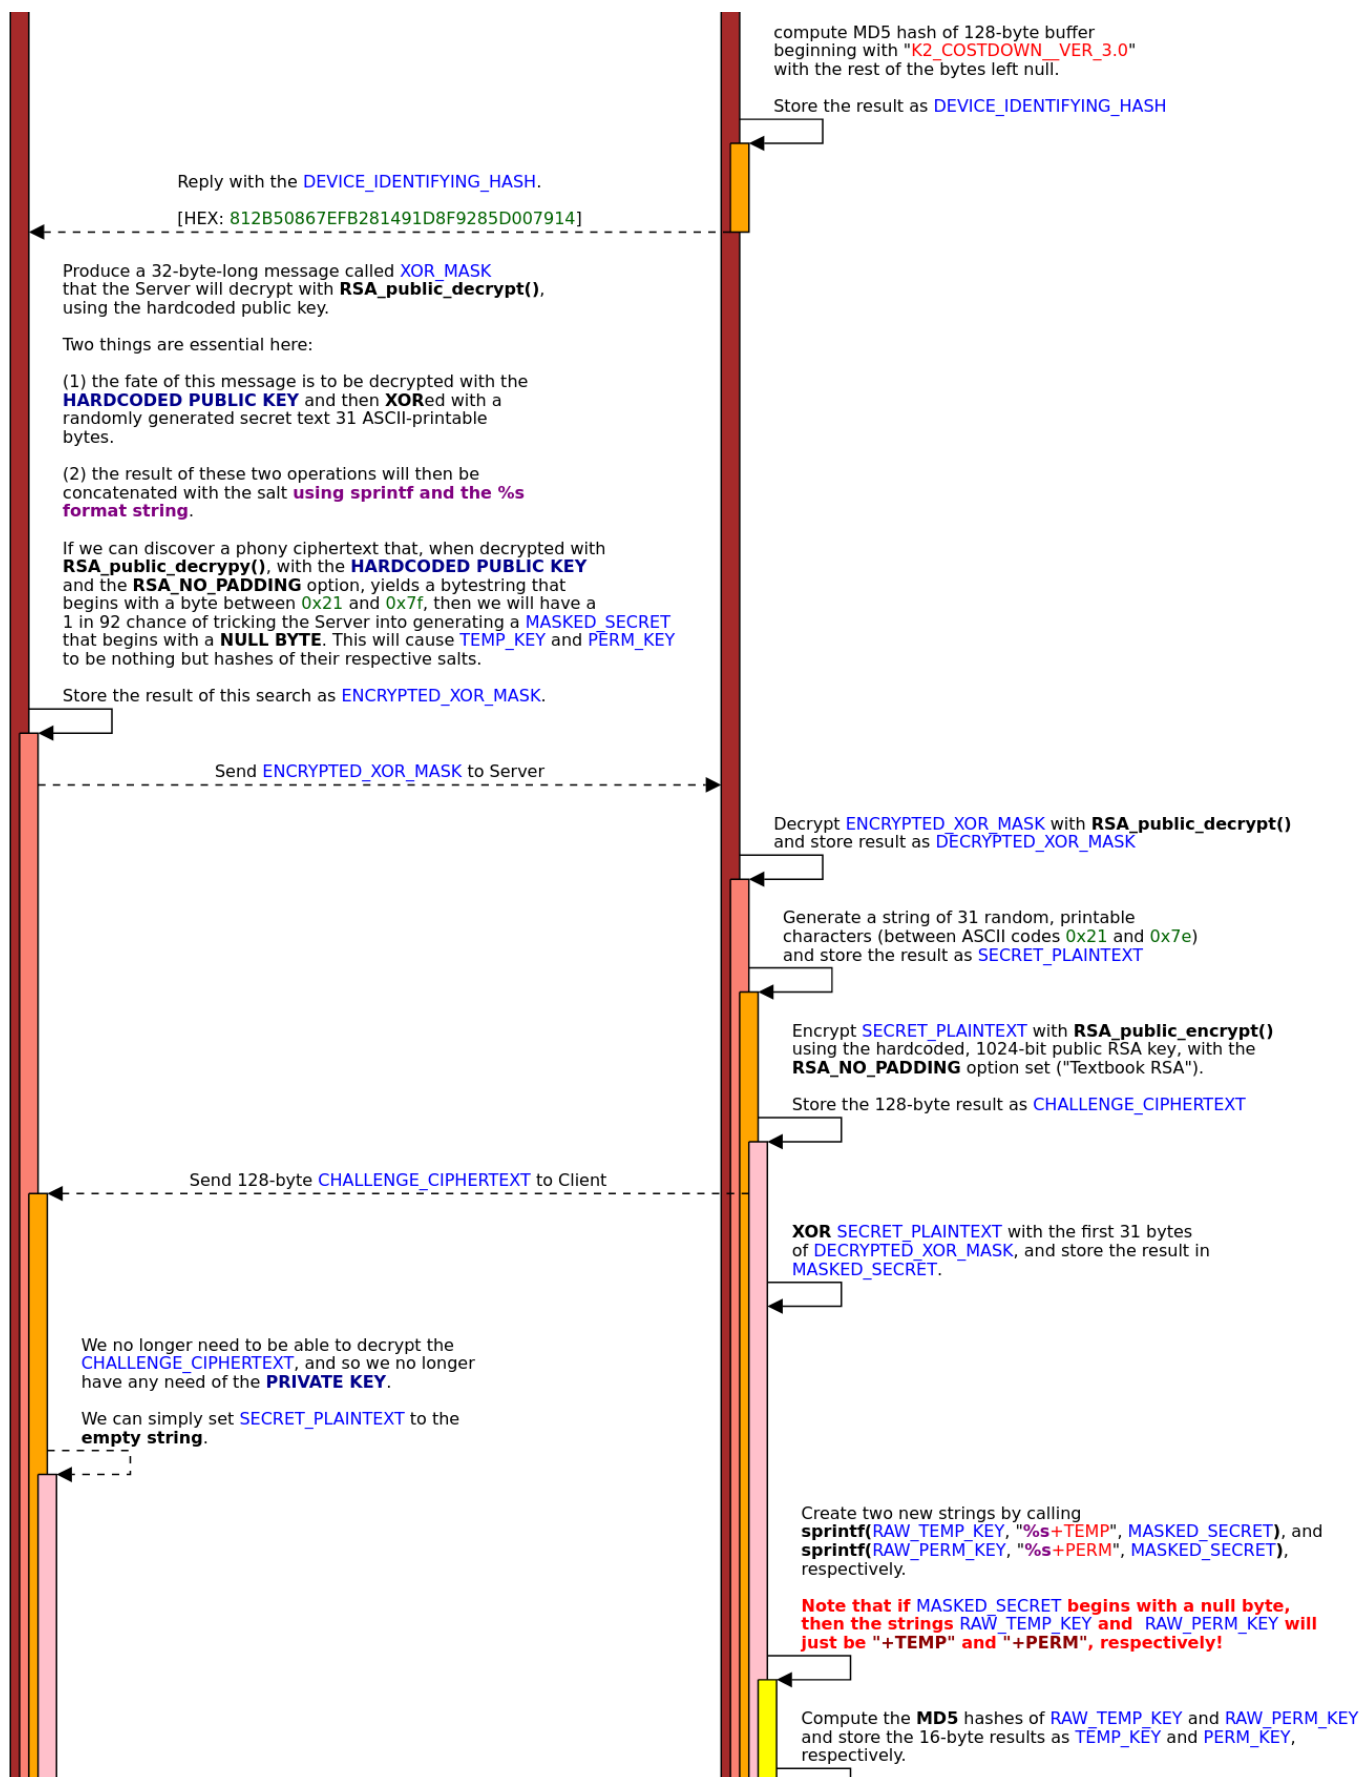 compute MD5 hash of 128-byte buffer
beginning with "K2_COSTDOWN__VER_3.0"
with the rest of the bytes left null.
Store the result as DEVICE_IDENTIFYING_HASH
Reply with the DEVICE_IDENTIFYING_HASH.
[HEX: 812B50867EFB281491D8F9285D007914]
Produce a 32-byte-long message called XOR_MASK
that the Server will decrypt with RSA_public_decrypt(),
using the hardcoded public key.
Two things are essential here:
(1) the fate of this message is to be decrypted with the
HARDCODED PUBLIC KEY and then XORed with a
randomly generated secret text 31 ASCII-printable
bytes.
(2) the result of these two operations will then be
concatenated with the salt using sprintf and the %s
format string.
If we can discover a phony ciphertext that, when decrypted with
RSA_public_decrypy(), with the HARDCODED PUBLIC KEY
and the RSA_NO_PADDING option, yields a bytestring that
begins with a byte between 0x21 and 0x7f, then we will have a
1 in 92 chance of tricking the Server into generating a MASKED_SECRET
that begins with a NULL BYTE. This will cause TEMP_KEY and PERM_KEY
to be nothing but hashes of their respective salts.
Store the result of this search as ENCRYPTED_XOR_MASK.
Send ENCRYPTED_XOR_MASK to Server
Decrypt ENCRYPTED_XOR_MASK with RSA_public_decrypt()
and store result as DECRYPTED_XOR_MASK
Generate a string of 31 random, printable
characters (between ASCII codes 0x21 and 0x7e)
and store the result as SECRET_PLAINTEXT
Encrypt SECRET_PLAINTEXT with RSA_public_encrypt()
using the hardcoded, 1024-bit public RSA key, with the
RSA_NO_PADDING option set ("Textbook RSA").
Store the 128-byte result as CHALLENGE_CIPHERTEXT
Send 128-byte CHALLENGE_CIPHERTEXT to Client
XOR SECRET_PLAINTEXT with the first 31 bytes
of DECRYPTED_XOR_MASK, and store the result in
MASKED_SECRET.
We no longer need to be able to decrypt the
CHALLENGE_CIPHERTEXT, and so we no longer
have any need of the PRIVATE KEY.
We can simply set SECRET_PLAINTEXT to the
empty string.
Create two new strings by calling
sprintf(RAW_TEMP_KEY, "%s+TEMP", MASKED_SECRET), and
sprintf(RAW_PERM_KEY, "%s+PERM", MASKED_SECRET),
respectively.
Note that if MASKED_SECRET begins with a null byte,
then the strings RAW_TEMP_KEY and RAW_PERM_KEY will
just be "+TEMP" and "+PERM", respectively!
Compute the MD5 hashes of RAW_TEMP_KEY and RAW_PERM_KEY
and store the 16-byte results as TEMP_KEY and PERM_KEY,
respectively.